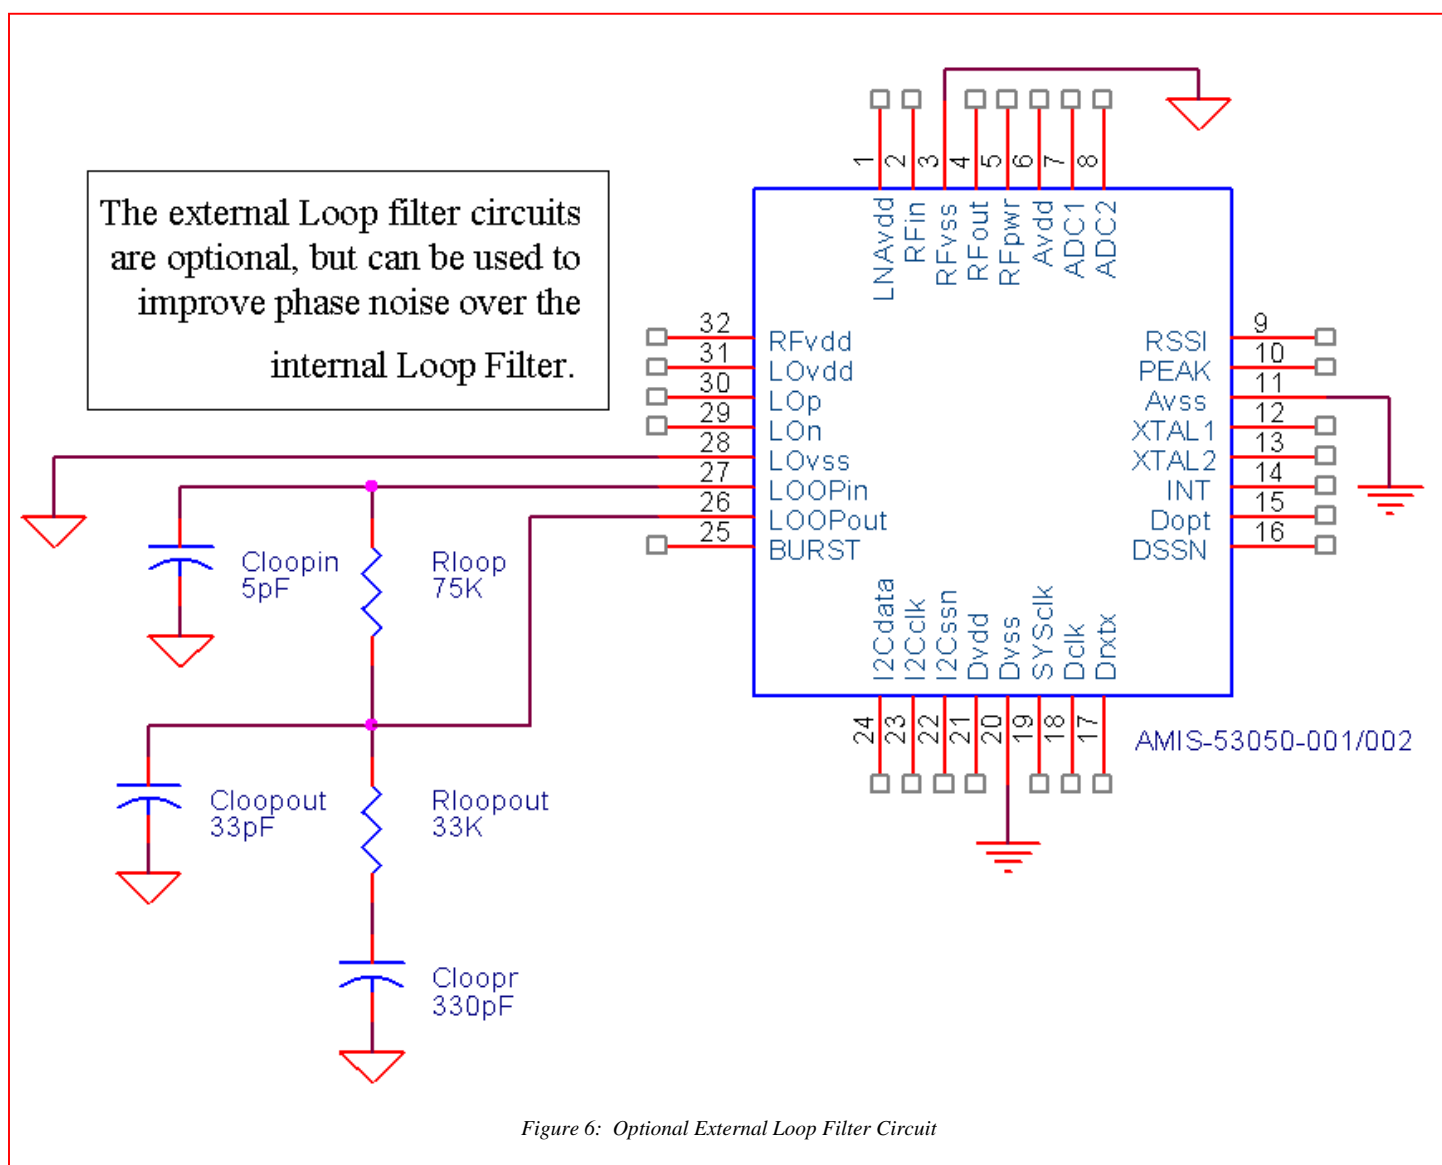 The external Loop filter circuits
are optional, but can be used to
improve phase noise over the
internal Loop Filter.
1
2
3
4
5
6
7
8
LNAvdd
RFin
RFvss
RFout
RFpwr
Avdd
ADC1
ADC2
32
31
30
29
28
27
26
25
RFvdd
LOvdd
LOp
LOn
LOvss
LOOPin
LOOPout
BURST
RSSI
PEAK
Avss
XTAL1
XTAL2
INT
Dopt
DSSN
9
10
11
12
13
14
15
16
I2Cdata
I2Cclk
I2Cssn
Dvdd
Dvss
SYSclk
Dclk
Drxtx
24
23
22
21
20
19
18
17
AMIS-53050-001/002
Cloopin
5pF
Rloop
75K
Cloopout
33pF
Rloopout
33K
Cloopr
330pF
Figure 6: Optional External Loop Filter Circuit